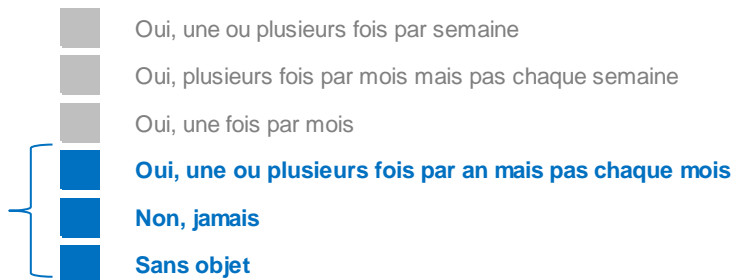 Oui, une ou plusieurs fois par semaine
Oui, plusieurs fois par mois mais pas chaque semaine
Oui, une fois par mois
Oui, une ou plusieurs fois par an mais pas chaque mois
Non, jamais
Sans objet